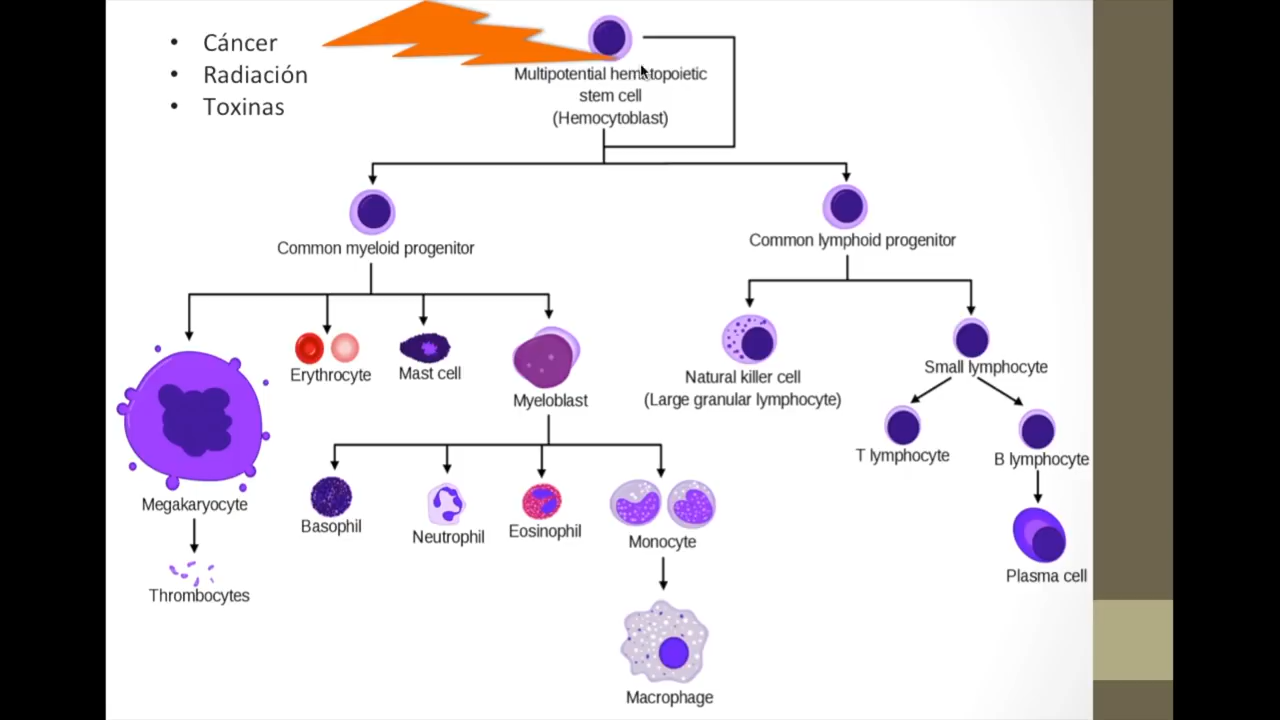 • Cáncer
• Radiación
• Toxinas
Multipotential hematopoietic
stem cell
(Hemocytoblast)
Common myeloid progenitor
Common lymphoid progenitor
Erythrocyte
Mast cell
Myeloblast
Natural killer cell
(Large granular lymphocyte)
Small lymphocyte
T lymphocyte
B lymphocyte
Megakaryocyte
Basophil
Neutrophil
Eosinophil
Monocyte
Plasma cell
Thrombocytes
Macrophage